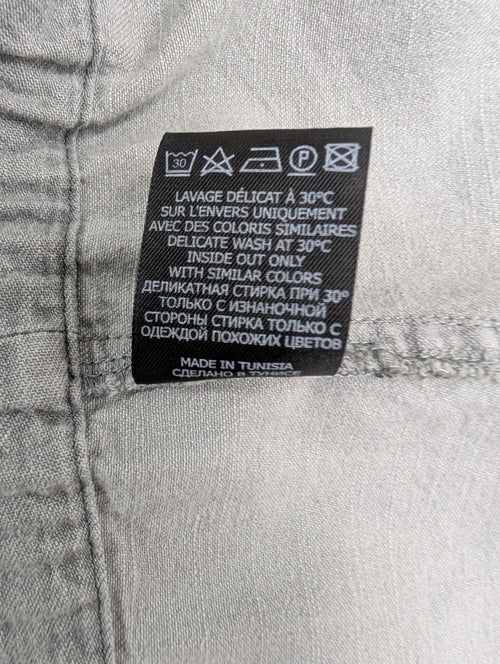 30
P
LAVAGE DÉLICAT À 30°C
SUR L'ENVERS UNIQUEMENT
AVEC DES COLORIS SIMILAIRES
DELICATE WASH AT 30°C
INSIDE OUT ONLY
WITH SIMILAR COLORS
ДЕЛИКАТНАЯ СТИРКА ПРИ 30°
ТОЛЬКО С ИЗНАНОЧНОЙ
СТОРОНЫ СТИРКА ТОЛЬКО С
ОДЕЖДОЙ ПОХОЖИХ ЦВЕТОВ
MADE IN TUNISIA
СДЕЛАНО В ТУНИСЕ